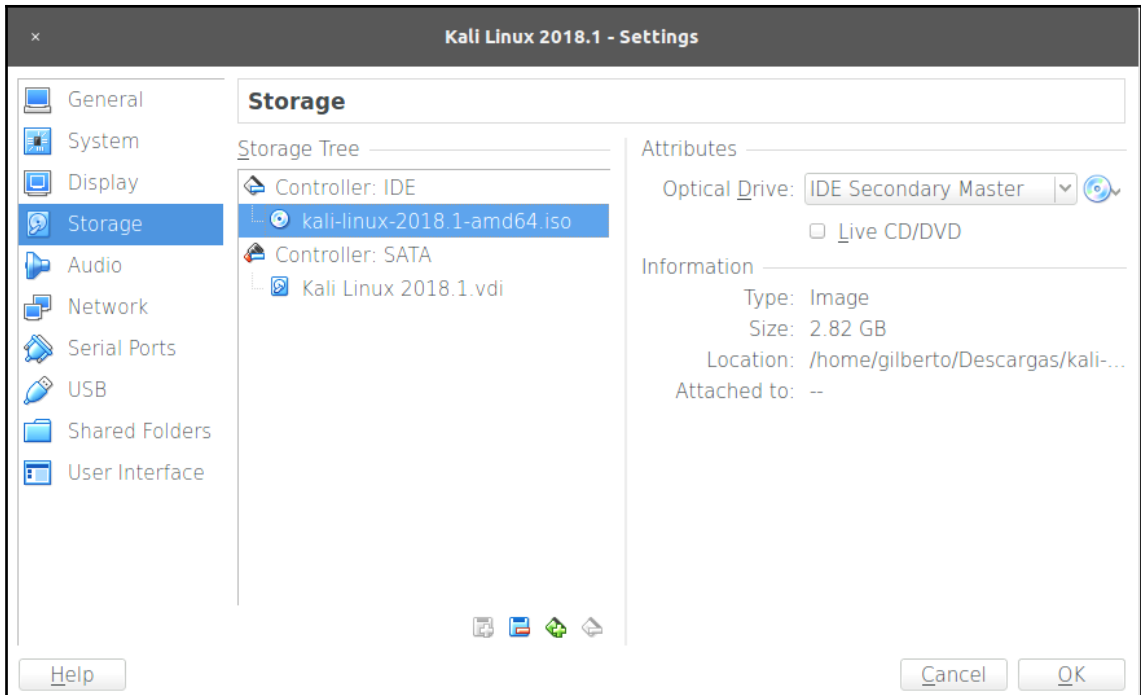 ×
Kali Linux 2018.1 - Settings
General
System
Display
Storage
Audio
Network
Serial Ports
USB
Shared Folders
User Interface
Storage
Storage Tree
Controller: IDE
kali-linux-2018.1-amd64.iso
Controller: SATA
Kali Linux 2018.1.vdi
Attributes
Optical Drive: IDE Secondary Master
Live CD/DVD
Information
Type: Image
Size: 2.82 GB
Location: /home/gilberto/Descargas/kali-...
Attached to: --
Help
Cancel
OK